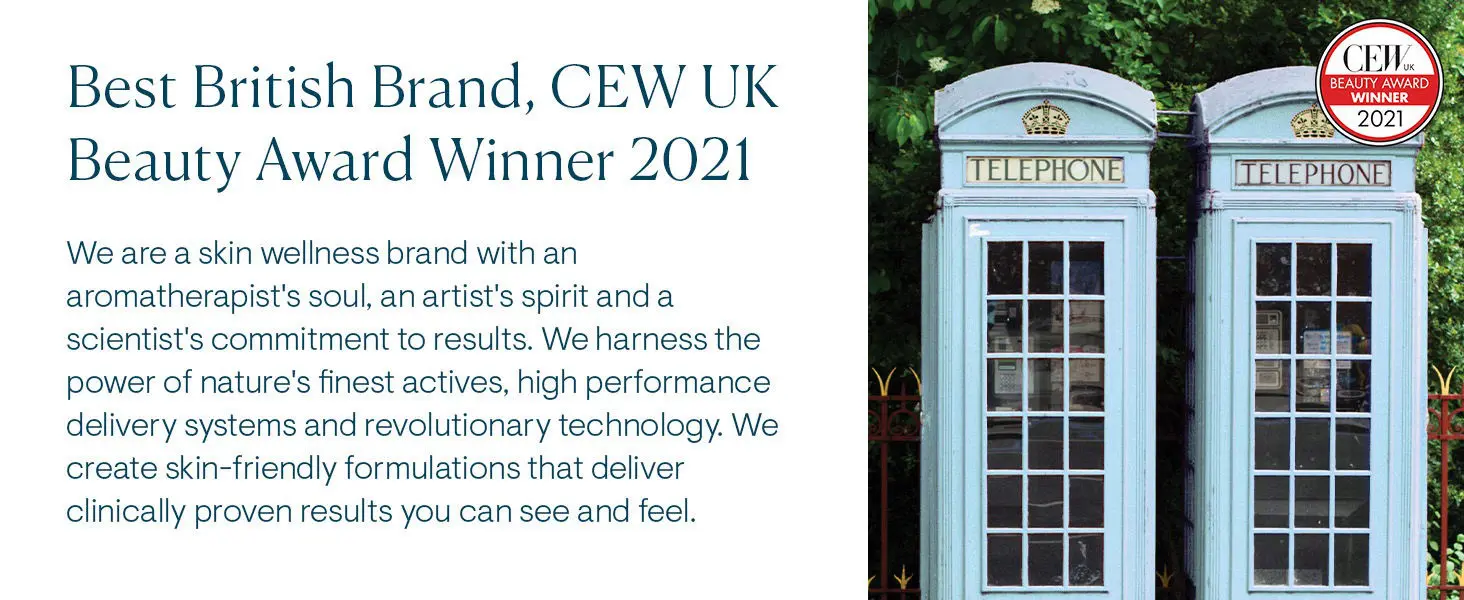 Best British Brand, CEW UK
Beauty Award Winner 2021
We are a skin wellness brand with an
aromatherapist's soul, an artist's spirit and a
scientist's commitment to results. We harness the
power of nature's finest actives, high performance
delivery systems and revolutionary technology. We
create skin-friendly formulations that deliver
clinically proven results you can see and feel.
TELEPHONE
TELEPHONE
CEW UK
BEAUTY AWARD
WINNER
2021